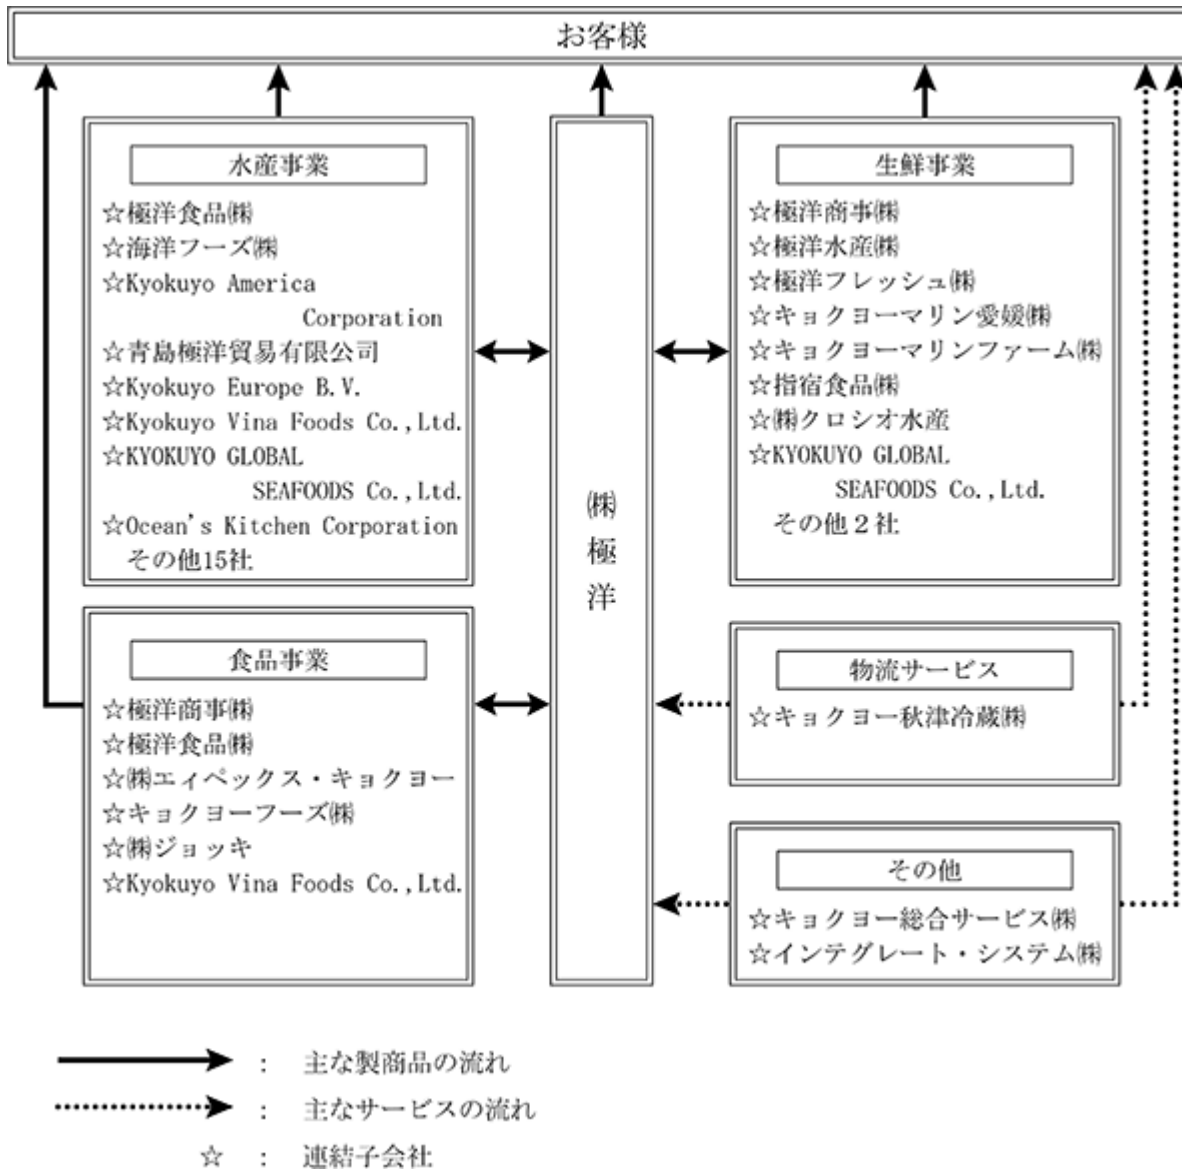 お客様
水産事業
☆極洋食品㈱
☆海洋フーズ㈱
☆Kyokuyo America
Corporation
☆青島極洋貿易有限公司
☆Kyokuyo Europe B.V.
☆Kyokuyo Vina Foods Co.,Ltd.
☆KYOKUYO GLOBAL
SEAFOODS Co.,Ltd.
☆Ocean's Kitchen Corporation
その他15社
食品事業
☆極洋商事㈱
☆極洋食品㈱
☆㈱エィペックス・キョクヨー
☆キョクヨーフーズ㈱
☆㈱ジョッキ
☆Kyokuyo Vina Foods Co.,Ltd.
㈱極洋
生鮮事業
☆極洋商事㈱
☆極洋水産㈱
☆極洋フレッシュ㈱
☆キョクヨーマリン愛媛㈱
☆キョクヨーマリンファーム㈱
☆指宿食品㈱
☆㈱クロシオ水産
☆KYOKUYO GLOBAL
SEAFOODS Co.,Ltd.
その他２社
物流サービス
☆キョクヨー秋津冷蔵㈱
その他
☆キョクヨー総合サービス㈱
☆インテグレート・システム㈱
： 主な製商品の流れ
： 主なサービスの流れ
☆ ： 連結子会社